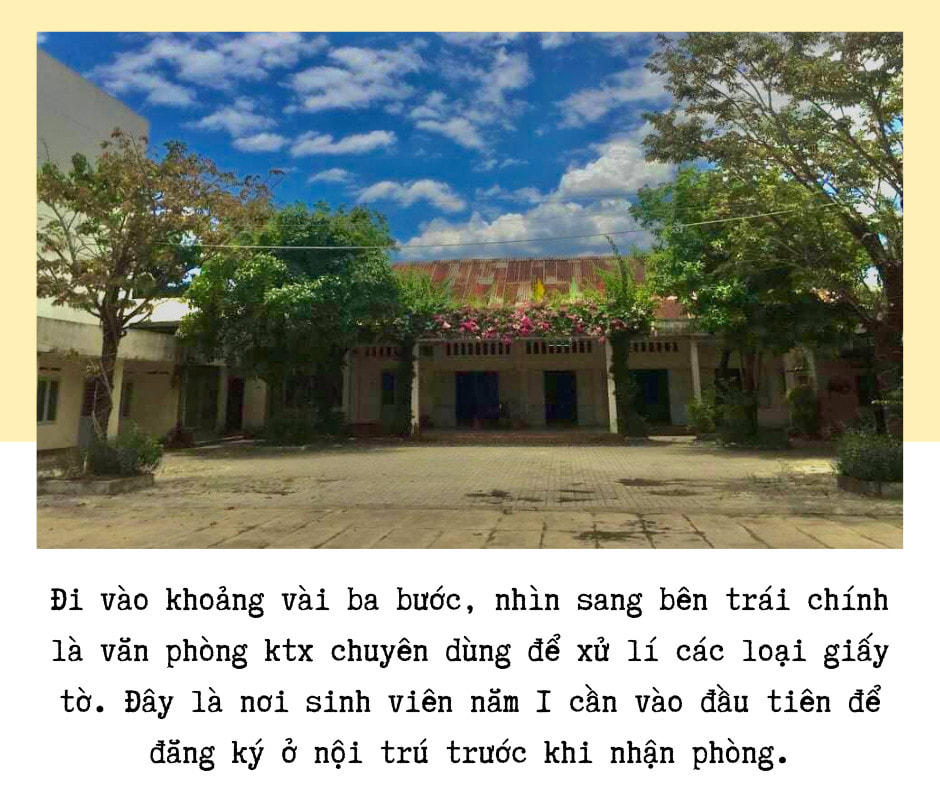 Đi vào khoảng vài ba bước, nhìn sang bên trái chính
là văn phòng ktx chuyên dùng để xử lí các loại giấy
tờ. Đây là nơi sinh viên năm I cần vào đầu tiên để
đăng ký ở nội trú trước khi nhận phòng.